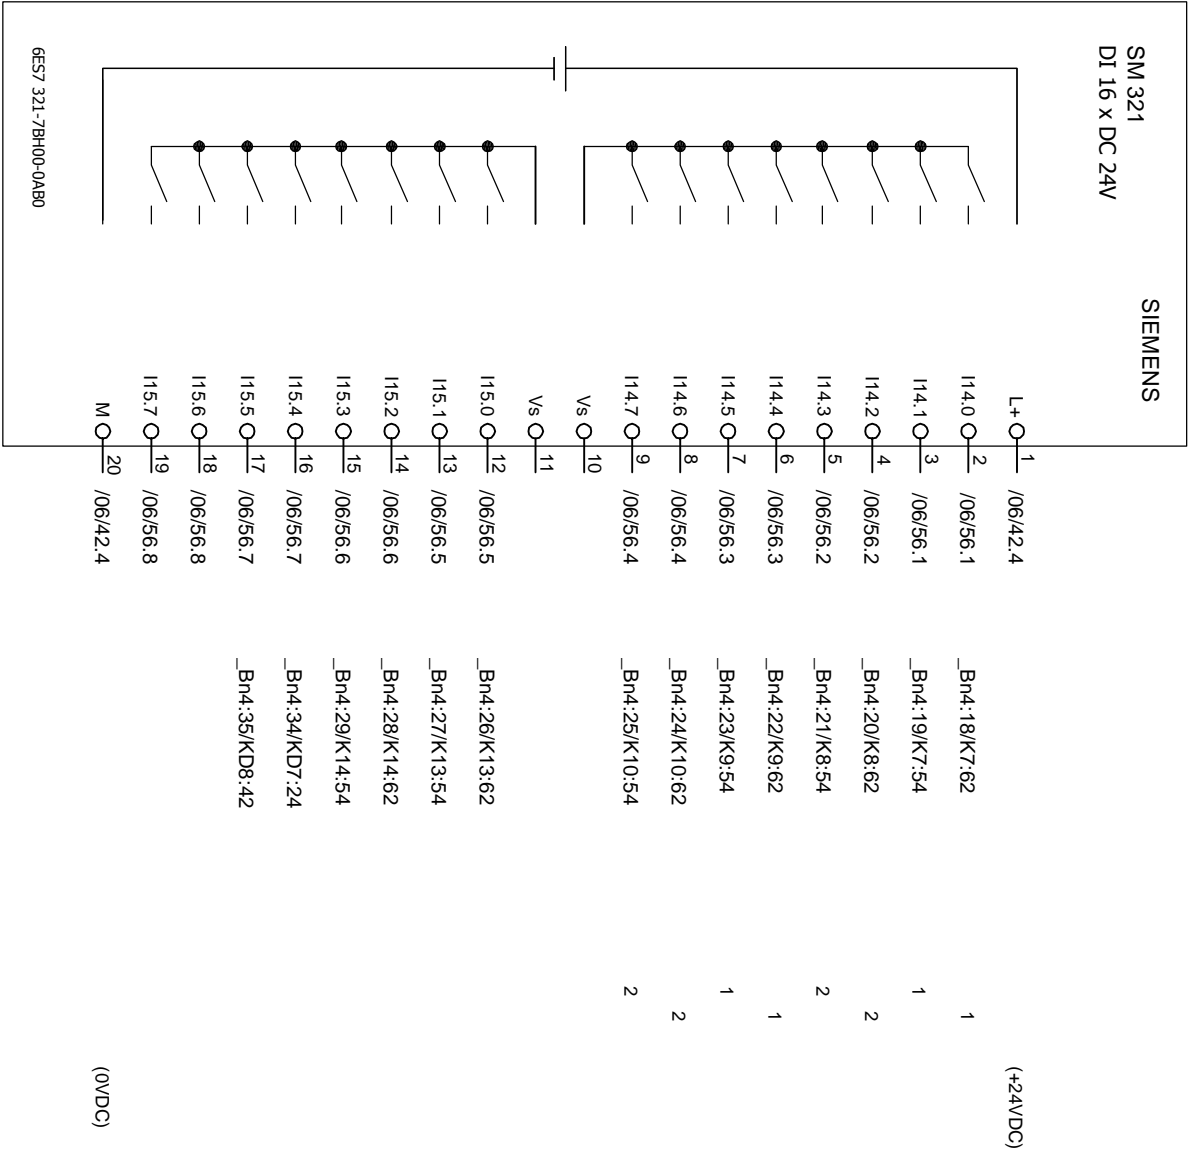 SM 321
DI 16 x DC 24V
SIEMENS
6ES7 321-7BH00-0AB0
L+ 1 /06/42.4 (+24VDC)
I14.0 2 /06/56.1 _Bn4:18/K7:62 1
I14.1 3 /06/56.1 _Bn4:19/K7:54 1
I14.2 4 /06/56.2 _Bn4:20/K8:62 2
I14.3 5 /06/56.2 _Bn4:21/K8:54 2
I14.4 6 /06/56.3 _Bn4:22/K9:62 1
I14.5 7 /06/56.3 _Bn4:23/K9:54 1
I14.6 8 /06/56.4 _Bn4:24/K10:62 2
I14.7 9 /06/56.4 _Bn4:25/K10:54 2
Vs 10
Vs 11
I15.0 12 /06/56.5 _Bn4:26/K13:62
I15.1 13 /06/56.5 _Bn4:27/K13:54
I15.2 14 /06/56.6 _Bn4:28/K14:62
I15.3 15 /06/56.6 _Bn4:29/K14:54
I15.4 16 /06/56.7 _Bn4:34/KD7:24
I15.5 17 /06/56.7 _Bn4:35/KD8:42
I15.6 18 /06/56.8
I15.7 19 /06/56.8
M 20 /06/42.4 (0VDC)